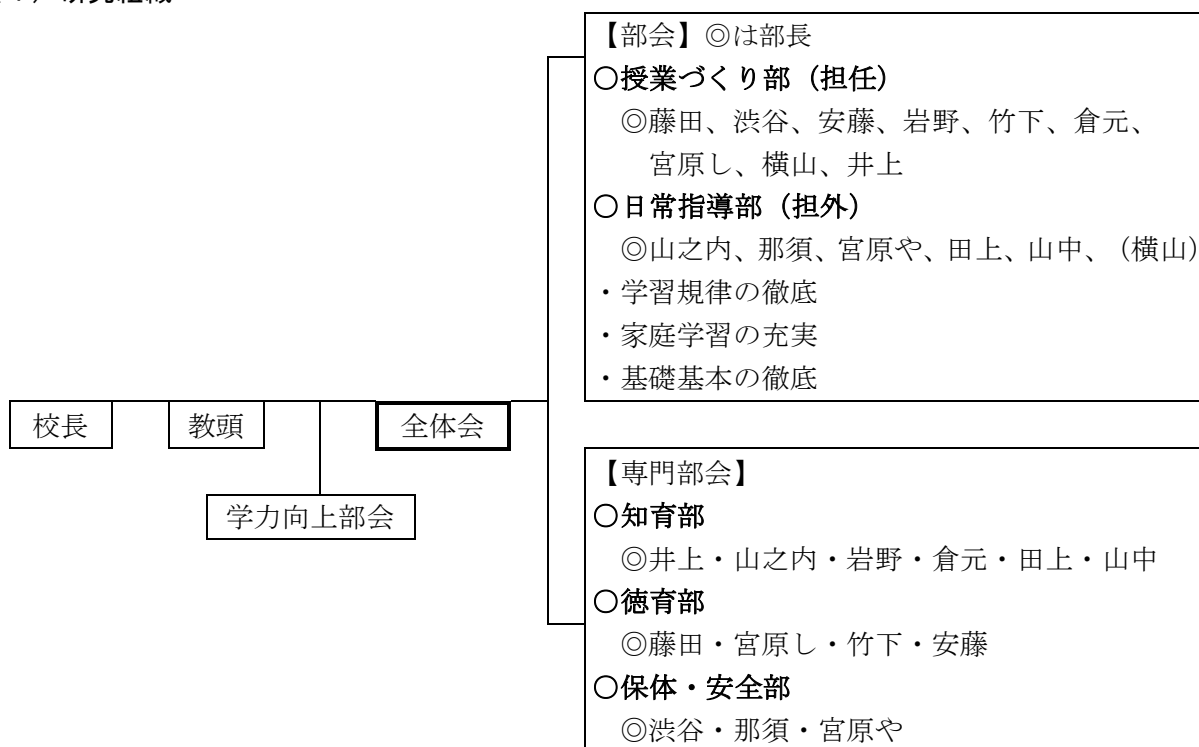 【部会】◎は部長
○授業づくり部（担任）
◎藤田、渋谷、安藤、岩野、竹下、倉元、
宮原し、横山、井上
○日常指導部（担外）
◎山之内、那須、宮原や、田上、山中、（横山）
・学習規律の徹底
・家庭学習の充実
・基礎基本の徹底
校長
教頭
全体会
学力向上部会
【専門部会】
○知育部
◎井上・山之内・岩野・倉元・田上・山中
○徳育部
◎藤田・宮原し・竹下・安藤
○保体・安全部
◎渋谷・那須・宮原や